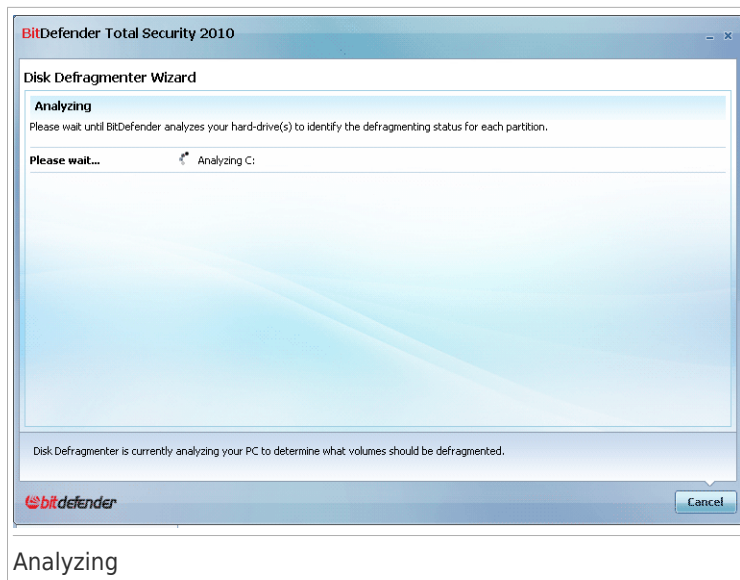 BitDefender Total Security 2010
Disk Defragmenter Wizard
Analyzing
Please wait until BitDefender analyzes your hard-drive(s) to identify the defragmenting status for each partition.
Please wait... Analyzing C:
Disk Defragmenter is currently analyzing your PC to determine what volumes should be defragmented.
bitdefender
Cancel
Analyzing